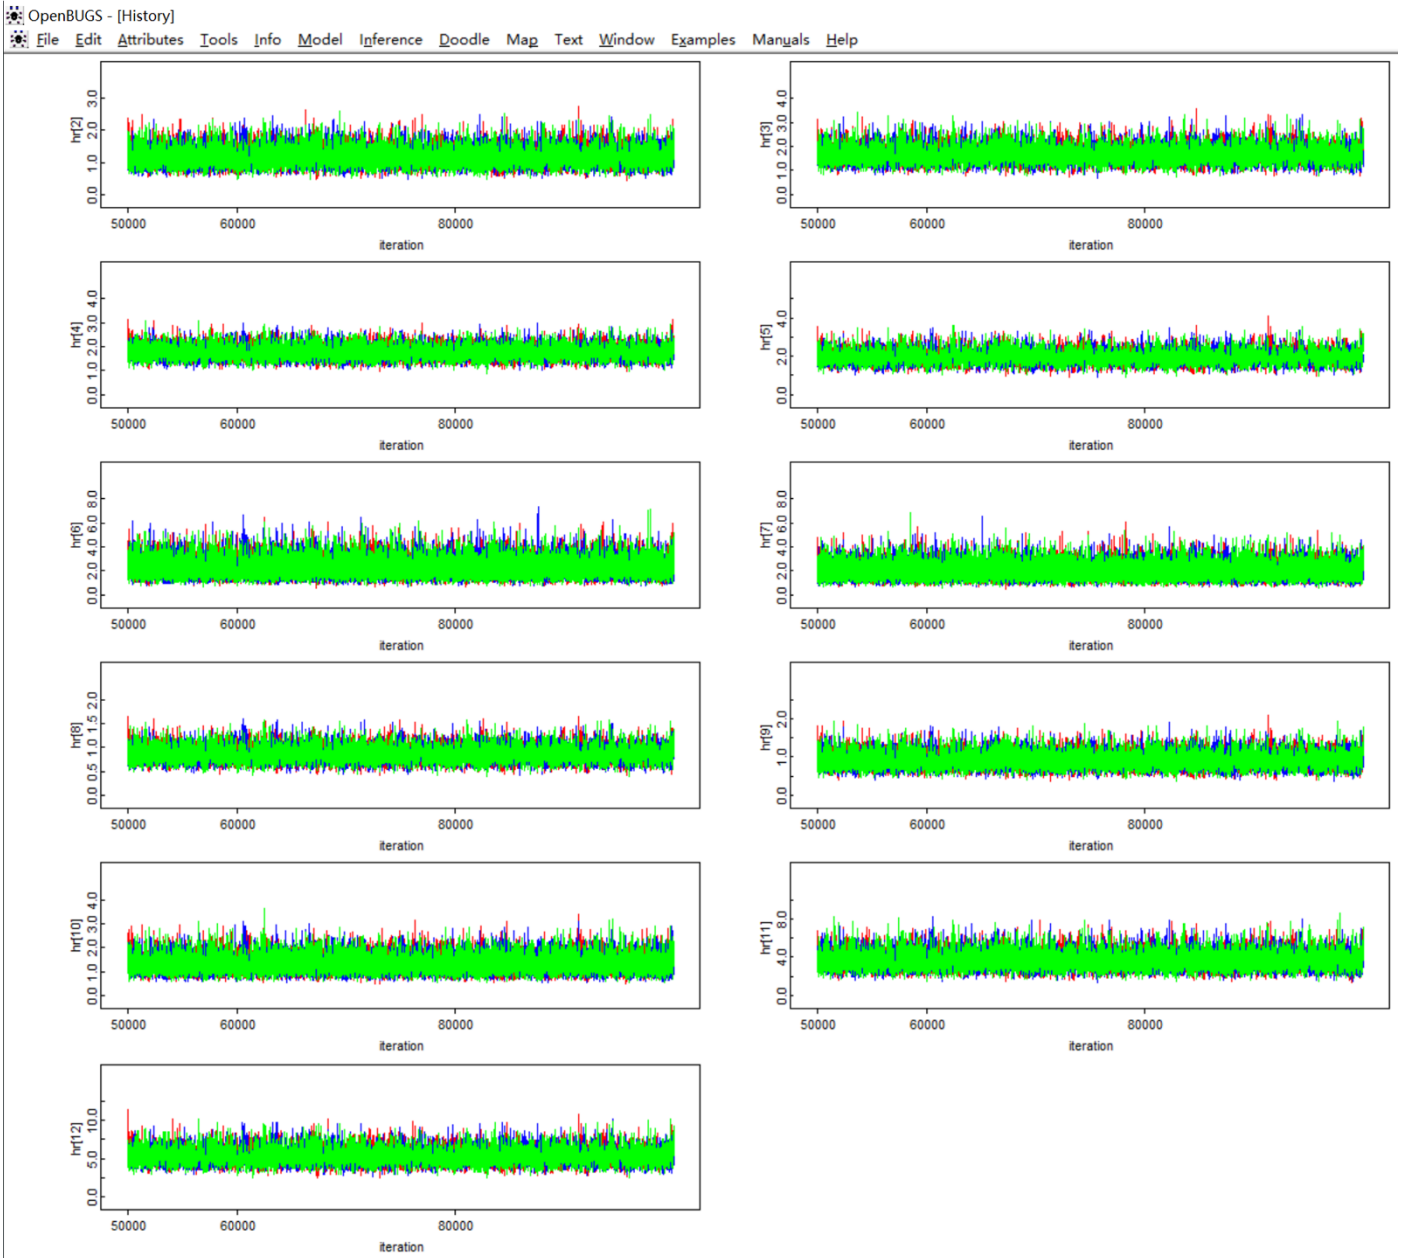 OpenBUGS - [History]
File Edit Attributes Tools Info Model Inference Doodle Map Text Window Examples Manuals Help
hr[2]
0.0 1.0 2.0 3.0
50000 60000 80000
iteration
hr[3]
0.0 1.0 2.0 3.0 4.0
50000 60000 80000
iteration
hr[4]
0.0 1.0 2.0 3.0 4.0
50000 60000 80000
iteration
hr[5]
0.0 2.0 4.0
50000 60000 80000
iteration
hr[6]
0.0 2.0 4.0 6.0 8.0
50000 60000 80000
iteration
hr[7]
0.0 2.0 4.0 6.0 8.0
50000 60000 80000
iteration
hr[8]
0.0 0.5 1.0 1.5 2.0
50000 60000 80000
iteration
hr[9]
0.0 1.0 2.0
50000 60000 80000
iteration
hr[10]
0.0 1.0 2.0 3.0 4.0
50000 60000 80000
iteration
hr[11]
0.0 4.0 8.0
50000 60000 80000
iteration
hr[12]
0.0 5.0 10.0
50000 60000 80000
iteration